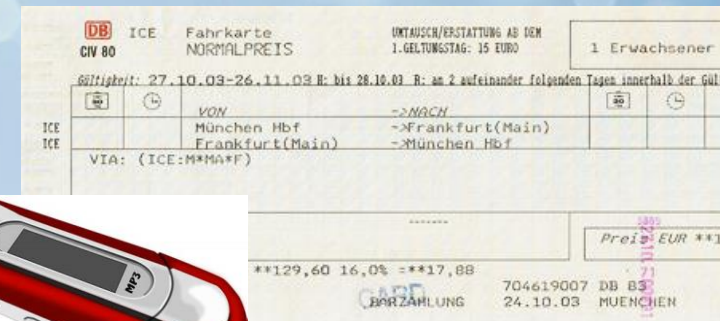 DB ICE Fahrkarte UMTAUSCH/ERSTATTUNG AB DEM
CIV 80 NORMALPREIS 1.GELTUNGSTAG: 15 EURO 1 Erwachsener
Gültigkeit: 27.10.03-26.11.03 H: bis 28.10.03 R: an 2 aufeinander folgenden Tagen innerhalb der Gül
VON ->NACH
ICE München Hbf ->Frankfurt(Main)
ICE Frankfurt(Main) ->München Hbf
VIA: (ICE:M*MA*F)
Preis EUR **1
**129,60 16,0% =**17,88
704619007 DB 83
BARZAHLUNG 24.10.03 MUENCHEN
MP3